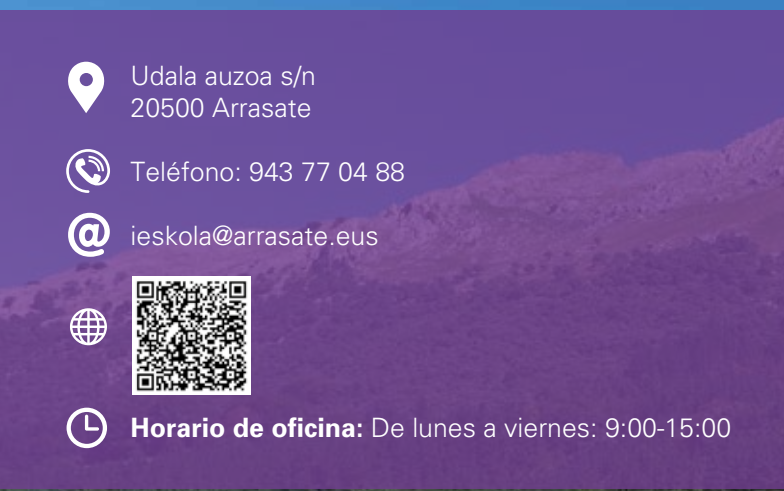 Udala auzoa s/n
20500 Arrasate
Teléfono: 943 77 04 88
ieskola@arrasate.eus
Horario de oficina: De lunes a viernes: 9:00-15:00